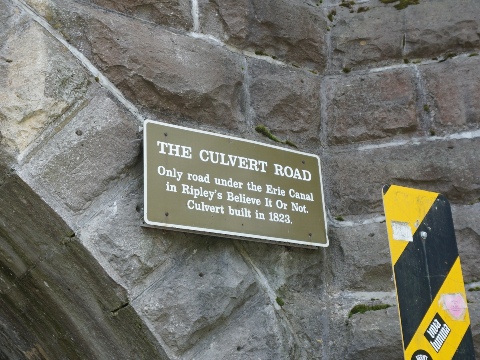 THE CULVERT ROAD
Only road under the Erie Canal
in Ripley's Believe It Or Not.
Culvert built in 1823.